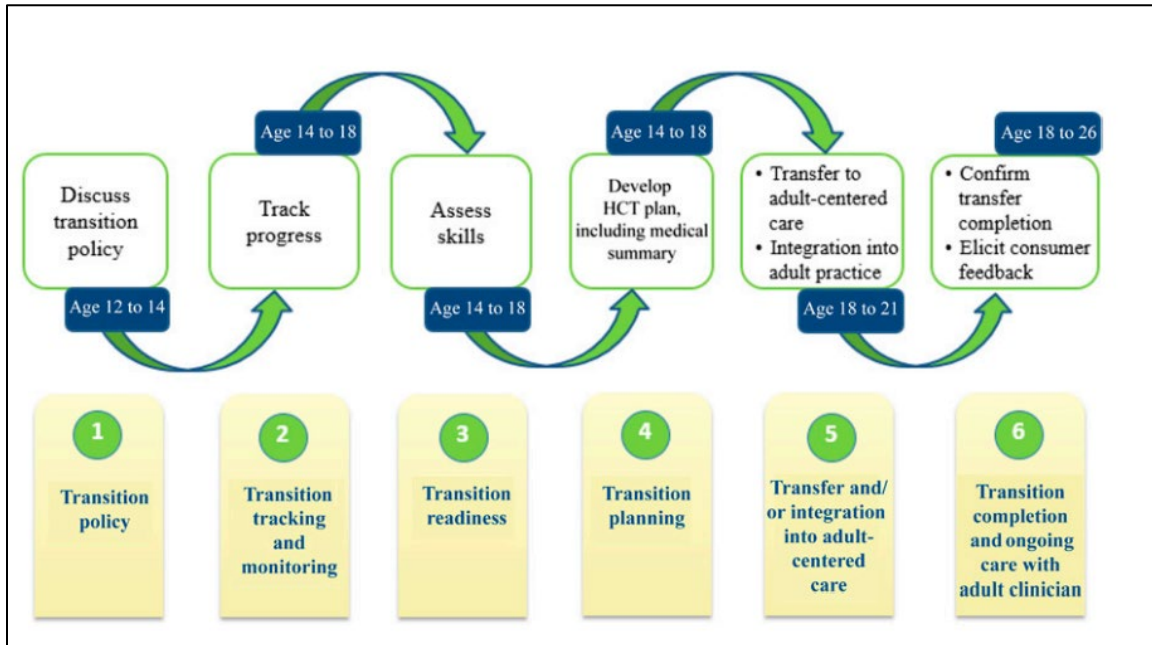 Age 14 to 18
Age 14 to 18
Age 18 to 26
Discuss
transition
policy
Track
progress
Assess
skills
Develop
HCT plan,
including medical
summary
• Transfer to
adult-centered
care
• Integration into
adult practice
• Confirm
transfer
completion
• Elicit consumer
feedback
Age 12 to 14
Age 14 to 18
Age 18 to 21
1
Transition
policy
2
Transition
tracking
and
monitoring
3
Transition
readiness
4
Transition
planning
5
Transfer and/
or integration
into adult-
centered
care
6
Transition
completion
and ongoing
care with
adult clinician